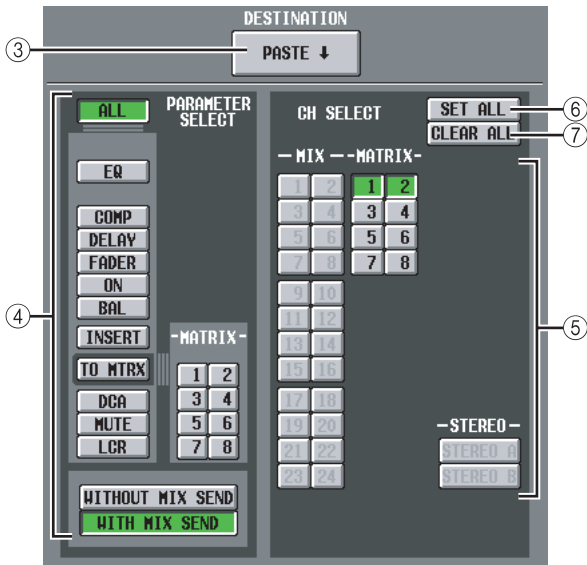 DESTINATION
③ PASTE ↓
④
ALL PARAMETER SELECT
EQ
COMP
DELAY
FADER
ON
BAL
INSERT
TO MTRX
DCA
MUTE
LCR
-MATRIX-
1 2
3 4
5 6
7 8
WITHOUT MIX SEND
WITH MIX SEND
CH SELECT
SET ALL ⑥
CLEAR ALL ⑦
— MIX —
1 2
3 4
5 6
7 8
9 10
11 12
13 14
15 16
17 18
19 20
21 22
23 24
-MATRIX-
1 2
3 4
5 6
7 8
⑤
—STEREO—
STEREO A
STEREO B